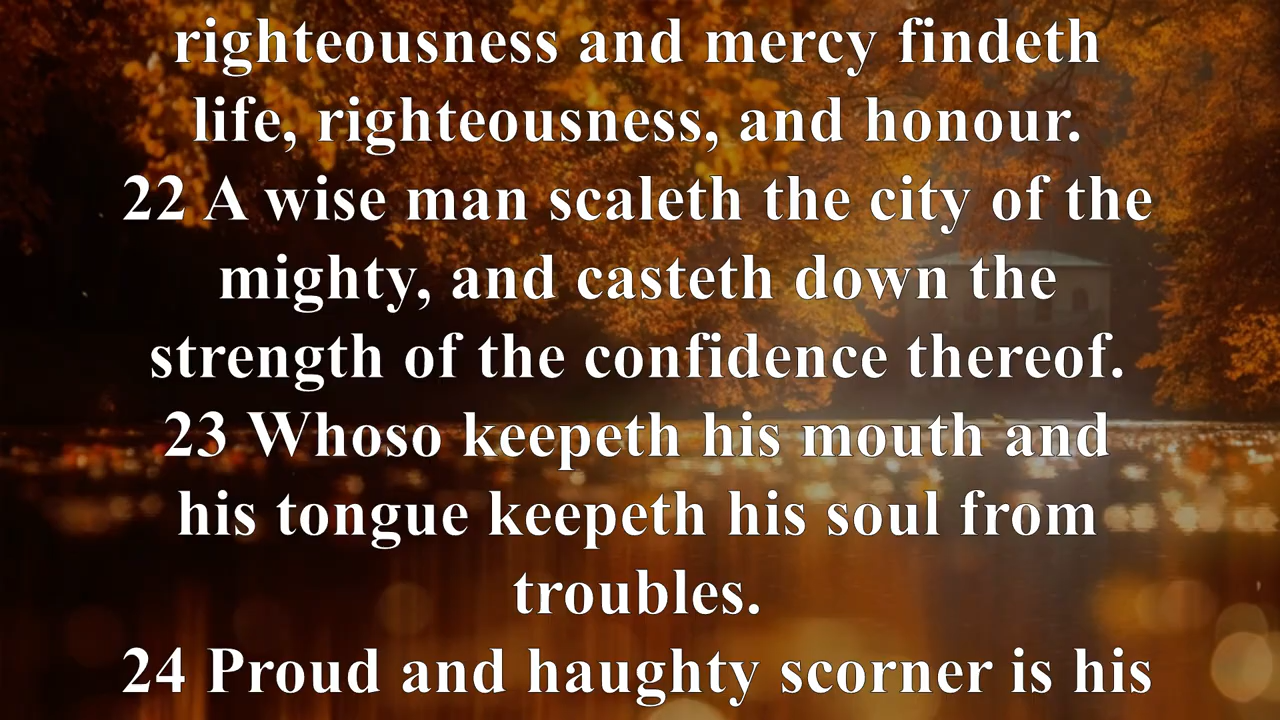 righteousness and mercy findeth
life, righteousness, and honour.
22 A wise man scaleth the city of the
mighty, and casteth down the
strength of the confidence thereof.
23 Whoso keepeth his mouth and
his tongue keepeth his soul from
troubles.
24 Proud and haughty scorner is his